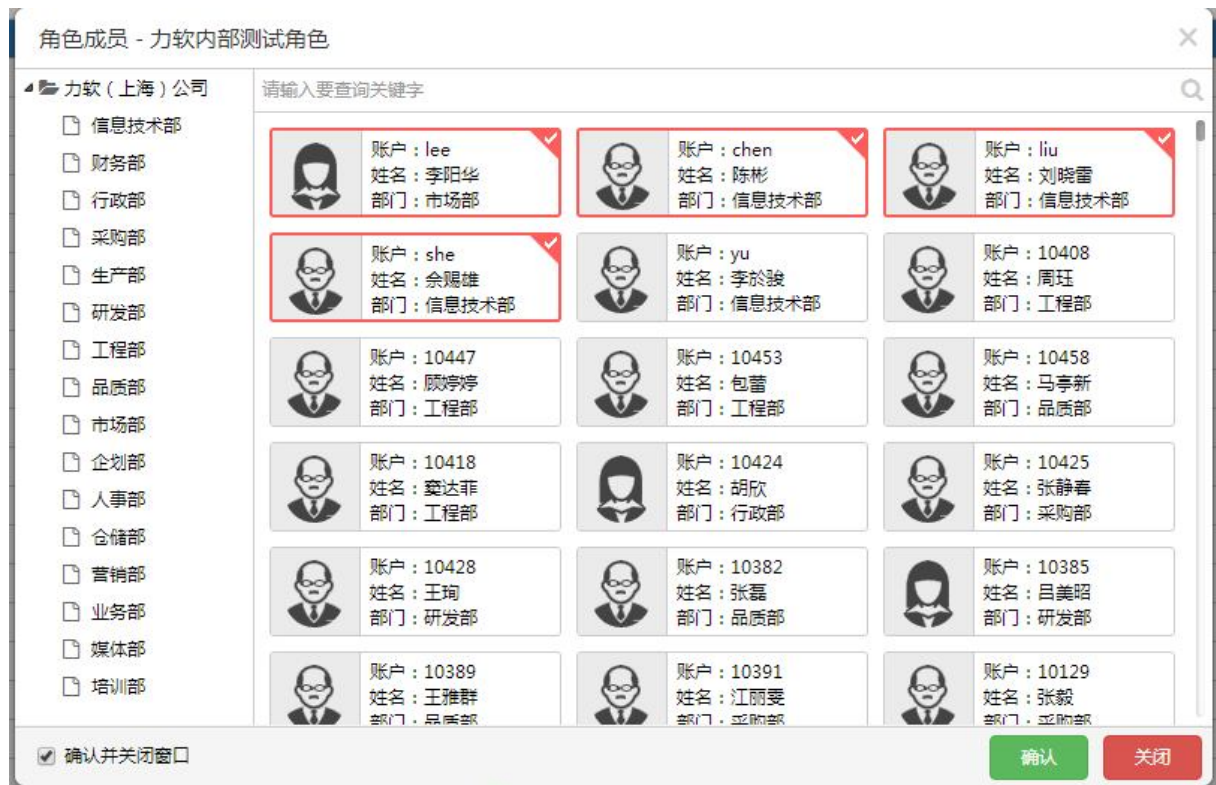 角色成员 - 力软内部测试角色
力软（上海）公司
信息技术部
财务部
行政部
采购部
生产部
研发部
工程部
品质部
市场部
企划部
人事部
仓储部
营销部
业务部
媒体部
培训部
请输入要查询关键字
账户：lee
姓名：李阳华
部门：市场部
账户：chen
姓名：陈彬
部门：信息技术部
账户：liu
姓名：刘晓雷
部门：信息技术部
账户：she
姓名：佘赐雄
部门：信息技术部
账户：yu
姓名：李於骏
部门：信息技术部
账户：10408
姓名：周珏
部门：工程部
账户：10447
姓名：顾婷婷
部门：工程部
账户：10453
姓名：包蕾
部门：工程部
账户：10458
姓名：马亭新
部门：品质部
账户：10418
姓名：窦达菲
部门：工程部
账户：10424
姓名：胡欣
部门：行政部
账户：10425
姓名：张静春
部门：采购部
账户：10428
姓名：王珣
部门：研发部
账户：10382
姓名：张磊
部门：品质部
账户：10385
姓名：吕美昭
部门：研发部
账户：10389
姓名：王雅群
部门：品质部
账户：10391
姓名：江丽雯
部门：采购部
账户：10129
姓名：张毅
部门：采购部
确认并关闭窗口
确认
关闭